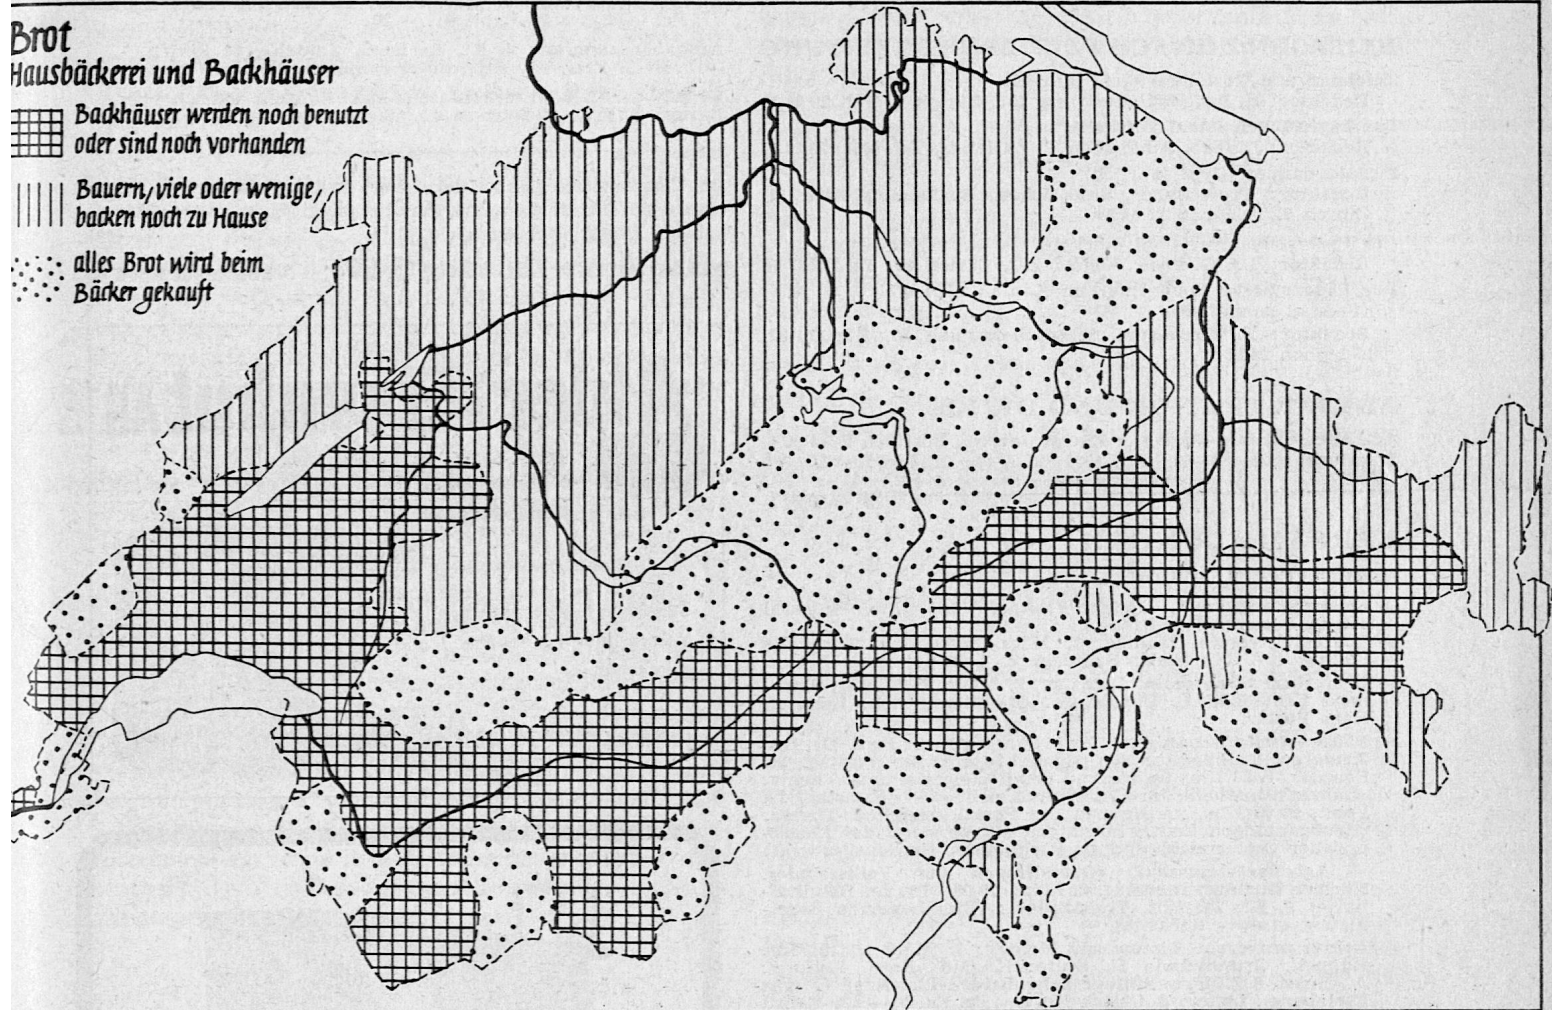 Brot
Hausbäckerei und Backhäuser
Backhäuser werden noch benutzt
oder sind noch vorhanden
Bauern, viele oder wenige,
backen noch zu Hause
alles Brot wird beim
Bäcker gekauft